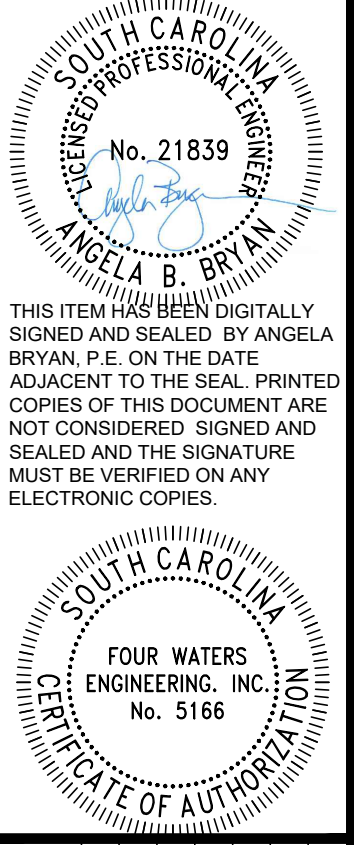 SOUTH CAROLINA
LICENSED PROFESSIONAL ENGINEER
No. 21839
Angela Bryan
ANGELA B. BRYAN
THIS ITEM HAS BEEN DIGITALLY
SIGNED AND SEALED BY ANGELA
BRYAN, P.E. ON THE DATE
ADJACENT TO THE SEAL. PRINTED
COPIES OF THIS DOCUMENT ARE
NOT CONSIDERED SIGNED AND
SEALED AND THE SIGNATURE
MUST BE VERIFIED ON ANY
ELECTRONIC COPIES.
SOUTH CAROLINA
FOUR WATERS
ENGINEERING. INC.
No. 5166
CERTIFICATE OF AUTHORIZATION